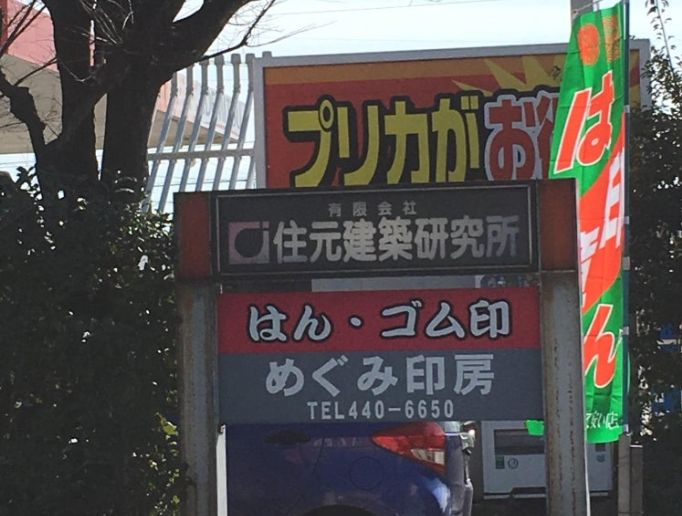 プリカがお
有限会社
住元建築研究所
はん・ゴム印
めぐみ印房
TEL440-6650
は
ん